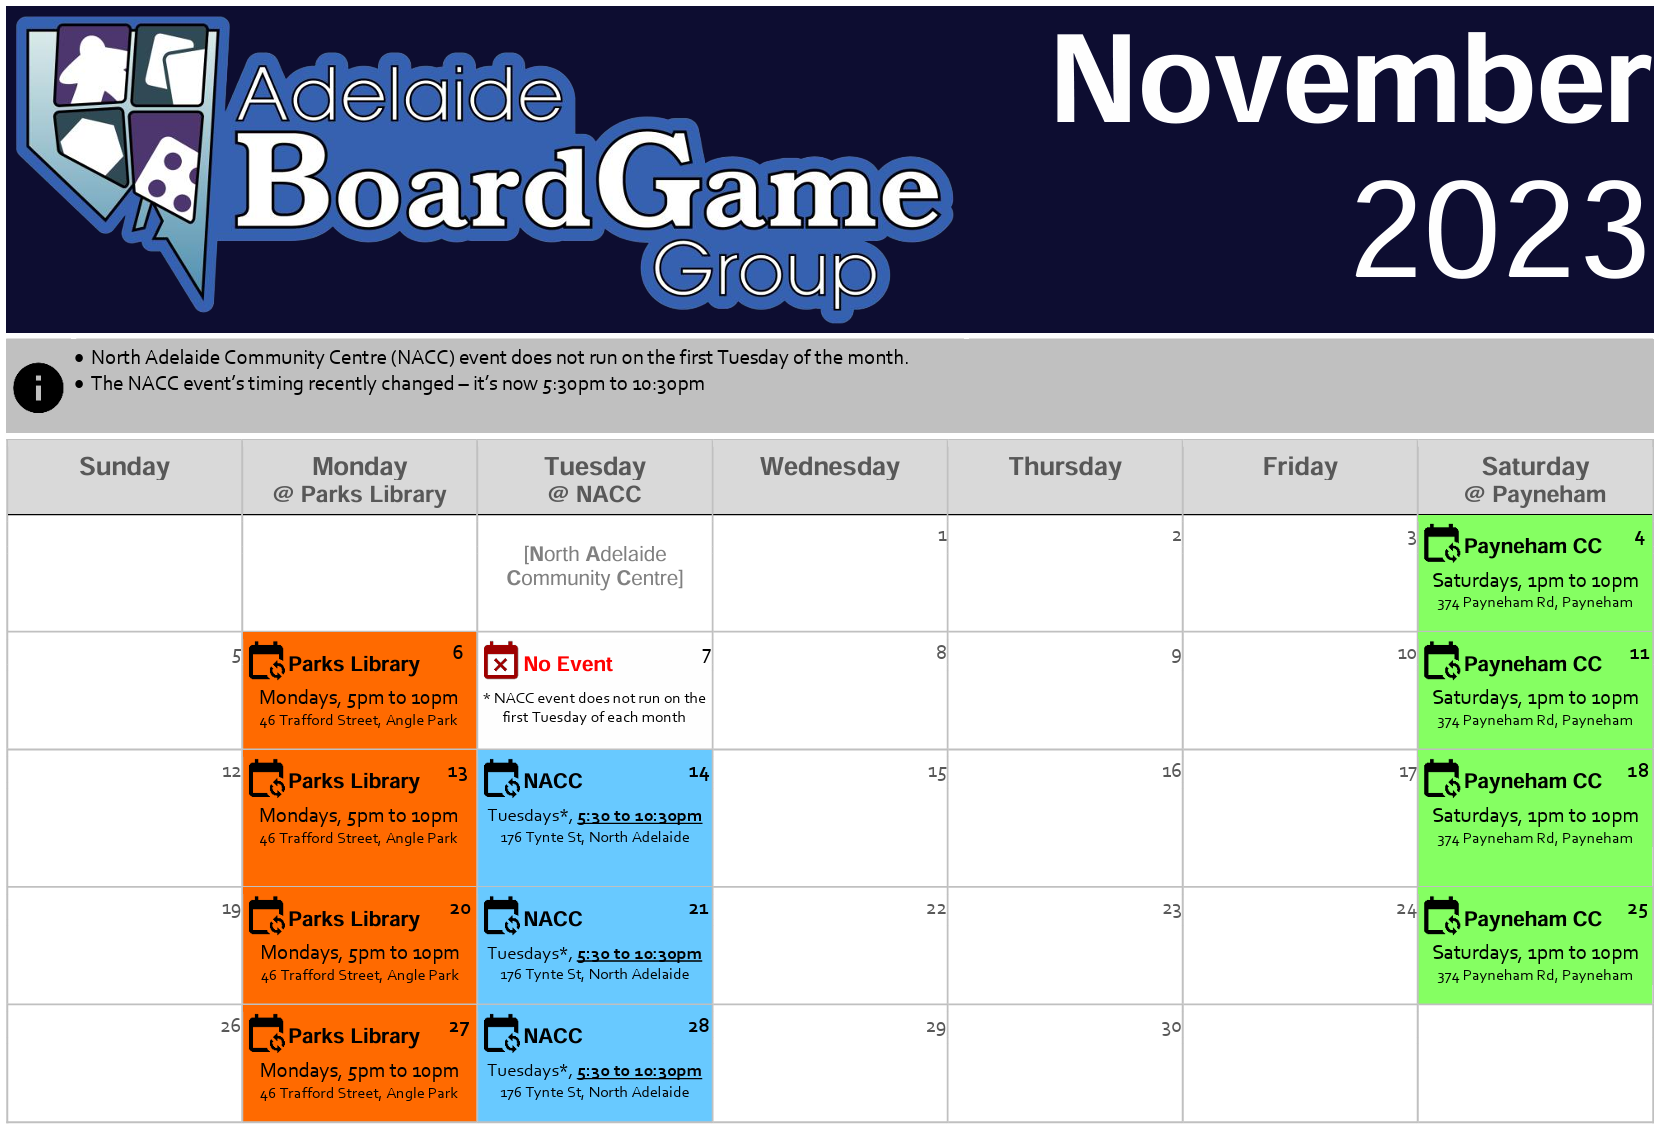 Adelaide
BoardGame
Group
November
2023
• North Adelaide Community Centre (NACC) event does not run on the first Tuesday of the month.
• The NACC event’s timing recently changed – it’s now 5:30pm to 10:30pm
Sunday
Monday
@ Parks Library
Tuesday
@ NACC
Wednesday
Thursday
Friday
Saturday
@ Payneham
[North Adelaide
Community Centre]
1
2
3
Payneham CC 4
Saturdays, 1pm to 10pm
374 Payneham Rd, Payneham
5
Parks Library 6
Mondays, 5pm to 10pm
46 Trafford Street, Angle Park
No Event 7
* NACC event does not run on the
first Tuesday of each month
8
9
10
Payneham CC 11
Saturdays, 1pm to 10pm
374 Payneham Rd, Payneham
12
Parks Library 13
Mondays, 5pm to 10pm
46 Trafford Street, Angle Park
NACC 14
Tuesdays*, 5:30 to 10:30pm
176 Tynte St, North Adelaide
15
16
17
Payneham CC 18
Saturdays, 1pm to 10pm
374 Payneham Rd, Payneham
19
Parks Library 20
Mondays, 5pm to 10pm
46 Trafford Street, Angle Park
NACC 21
Tuesdays*, 5:30 to 10:30pm
176 Tynte St, North Adelaide
22
23
24
Payneham CC 25
Saturdays, 1pm to 10pm
374 Payneham Rd, Payneham
26
Parks Library 27
Mondays, 5pm to 10pm
46 Trafford Street, Angle Park
NACC 28
Tuesdays*, 5:30 to 10:30pm
176 Tynte St, North Adelaide
29
30